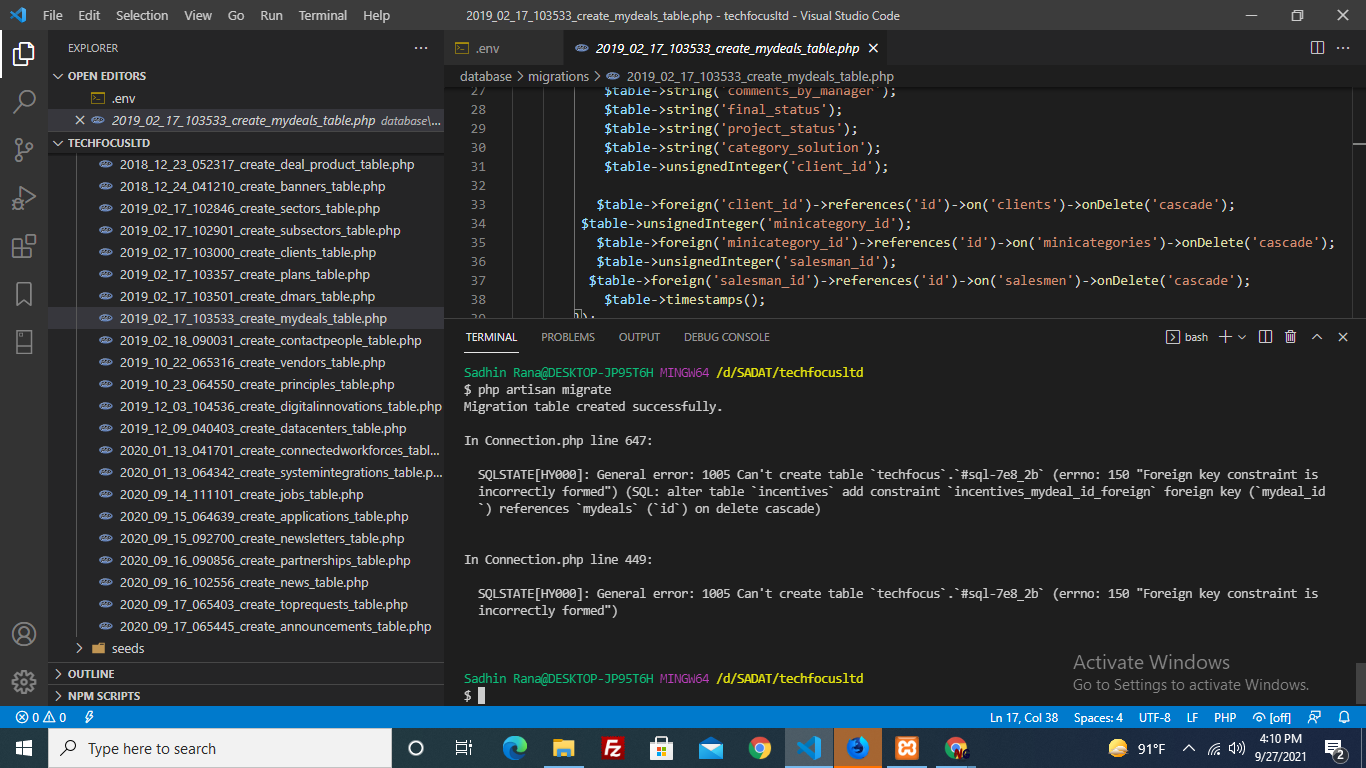 File Edit Selection View Go Run Terminal Help
2019_02_17_103533_create_mydeals_table.php - techfocusltd - Visual Studio Code
EXPLORER
OPEN EDITORS
.env
2019_02_17_103533_create_mydeals_table.php database\...
TECHFOCUSLTD
2018_12_23_052317_create_deal_product_table.php
2018_12_24_041210_create_banners_table.php
2019_02_17_102846_create_sectors_table.php
2019_02_17_102901_create_subsectors_table.php
2019_02_17_103000_create_clients_table.php
2019_02_17_103357_create_plans_table.php
2019_02_17_103501_create_dmars_table.php
2019_02_17_103533_create_mydeals_table.php
2019_02_18_090031_create_contactpeople_table.php
2019_10_22_065316_create_vendors_table.php
2019_10_23_064550_create_principles_table.php
2019_12_03_104536_create_digitalinnovations_table.php
2019_12_09_040403_create_datacenters_table.php
2020_01_13_041701_create_connectedworkforces_tabl...
2020_01_13_064342_create_systemintegrations_table.p...
2020_09_14_111101_create_jobs_table.php
2020_09_15_064639_create_applications_table.php
2020_09_15_092700_create_newsletters_table.php
2020_09_16_090856_create_partnerships_table.php
2020_09_16_102556_create_news_table.php
2020_09_17_065403_create_toprequests_table.php
2020_09_17_065445_create_announcements_table.php
seeds
OUTLINE
NPM SCRIPTS
.env
2019_02_17_103533_create_mydeals_table.php
database > migrations > 2019_02_17_103533_create_mydeals_table.php
27 $table->string('comments_by_manager');
28 $table->string('final_status');
29 $table->string('project_status');
30 $table->string('category_solution');
31 $table->unsignedInteger('client_id');
32
33 $table->foreign('client_id')->references('id')->on('clients')->onDelete('cascade');
34 $table->unsignedInteger('minicategory_id');
35 $table->foreign('minicategory_id')->references('id')->on('minicategories')->onDelete('cascade');
36 $table->unsignedInteger('salesman_id');
37 $table->foreign('salesman_id')->references('id')->on('salesmen')->onDelete('cascade');
38 $table->timestamps();
39 });
TERMINAL PROBLEMS OUTPUT DEBUG CONSOLE
bash
Sadhin Rana@DESKTOP-JP95T6H MINGW64 /d/SADAT/techfocusltd
$ php artisan migrate
Migration table created successfully.
In Connection.php line 647:
SQLSTATE[HY000]: General error: 1005 Can't create table `techfocus`.`#sql-7e8_2b` (errno: 150 "Foreign key constraint is
incorrectly formed") (SQL: alter table `incentives` add constraint `incentives_mydeal_id_foreign` foreign key (`mydeal_id
`) references `mydeals` (`id`) on delete cascade)
In Connection.php line 449:
SQLSTATE[HY000]: General error: 1005 Can't create table `techfocus`.`#sql-7e8_2b` (errno: 150 "Foreign key constraint is
incorrectly formed")
Sadhin Rana@DESKTOP-JP95T6H MINGW64 /d/SADAT/techfocusltd
$
Activate Windows
Go to Settings to activate Windows.
0 0
Ln 17, Col 38 Spaces: 4 UTF-8 LF PHP [off]
Type here to search
91°F
4:10 PM
9/27/2021
2